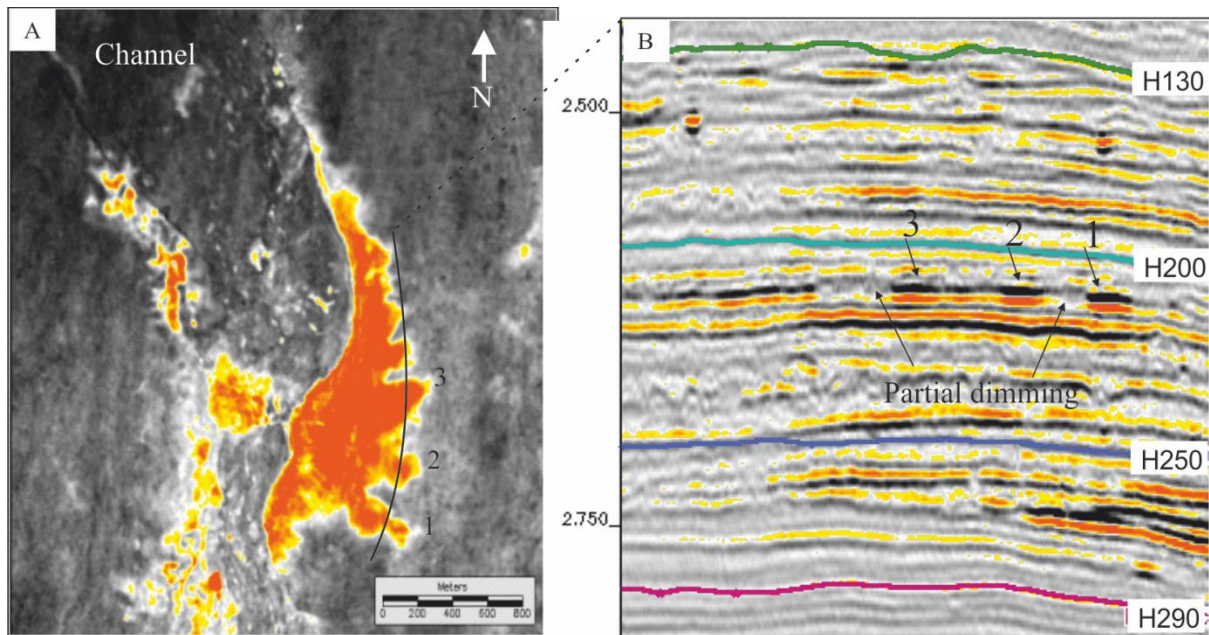 A
Channel
N
3
2
1
Meters
0 200 400 600 800
B
H130
2.500
3
2
1
H200
Partial dimming
H250
2.750
H290